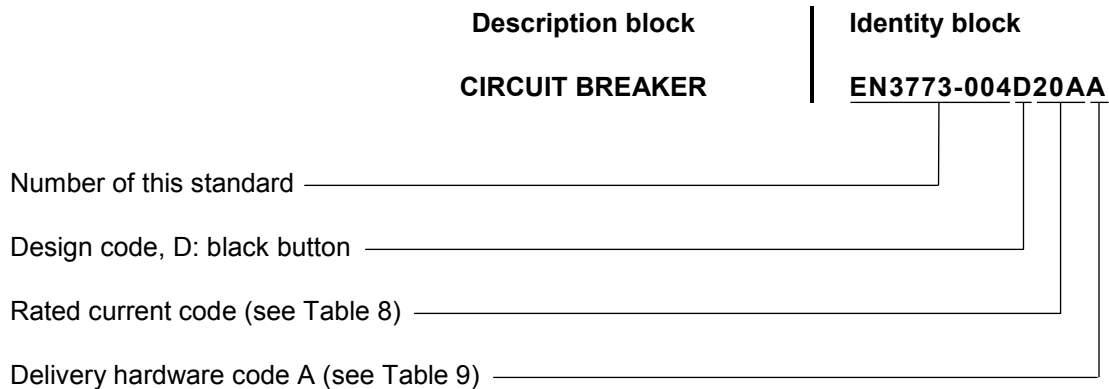 Description block Identity block
CIRCUIT BREAKER EN3773-004D20AA
Number of this standard
Design code, D: black button
Rated current code (see Table 8)
Delivery hardware code A (see Table 9)